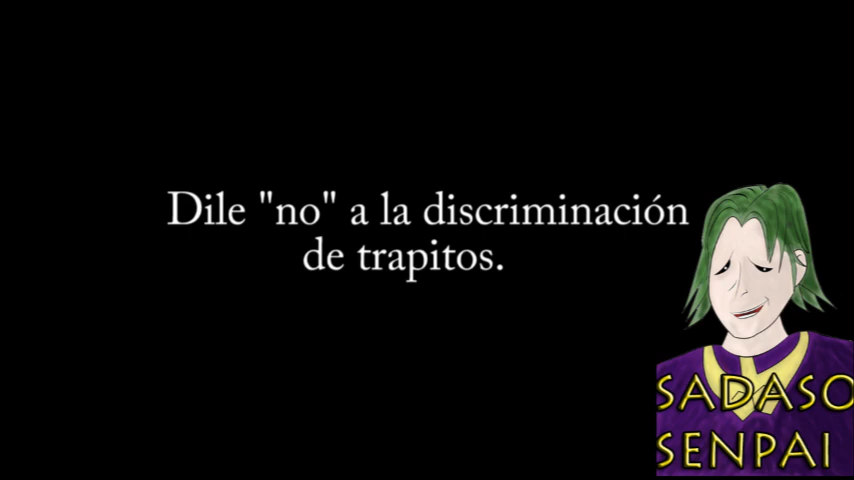 Dile "no" a la discriminación
de trapitos.
SADASO
SENPAI